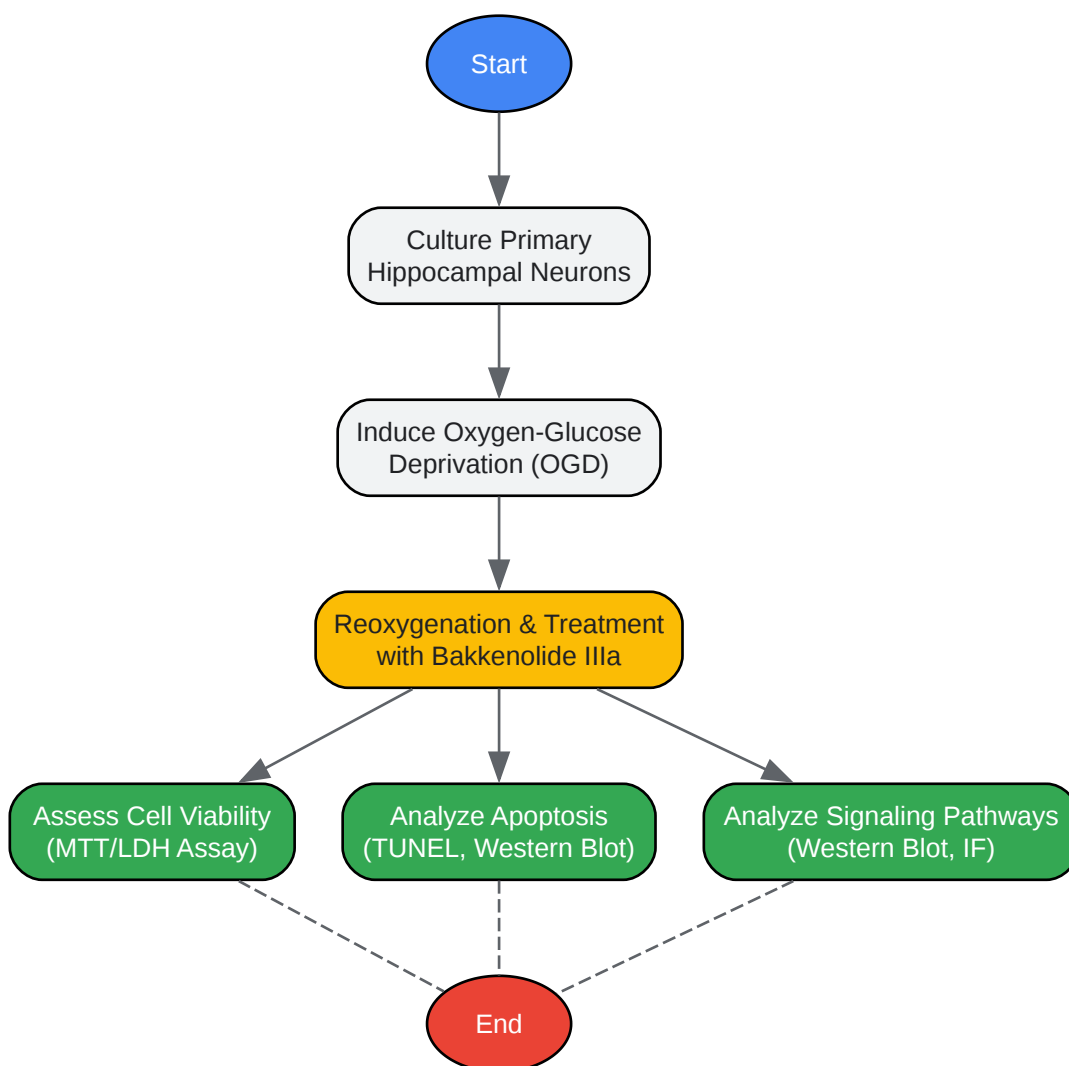 Start
Culture Primary
Hippocampal Neurons
Induce Oxygen-Glucose
Deprivation (OGD)
Reoxygenation & Treatment
with Bakkenolide IIIa
Assess Cell Viability
(MTT/LDH Assay)
Analyze Apoptosis
(TUNEL, Western Blot)
Analyze Signaling Pathways
(Western Blot, IF)
End